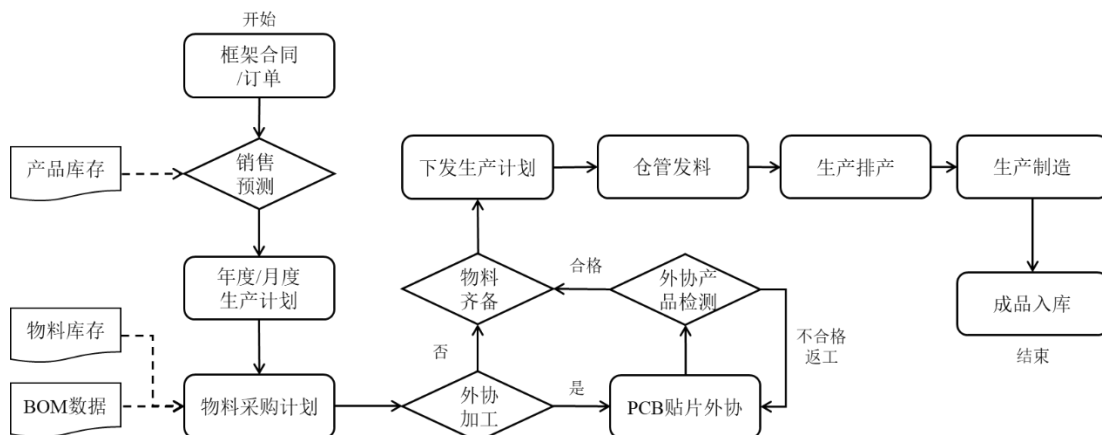 开始
框架合同
/订单
产品库存
销售
预测
下发生产计划
仓管发料
生产排产
生产制造
年度/月度
生产计划
物料
齐备
合格
外协产
品检测
不合格
返工
成品入库
结束
物料库存
否
BOM数据
物料采购计划
外协
加工
是
PCB贴片外协